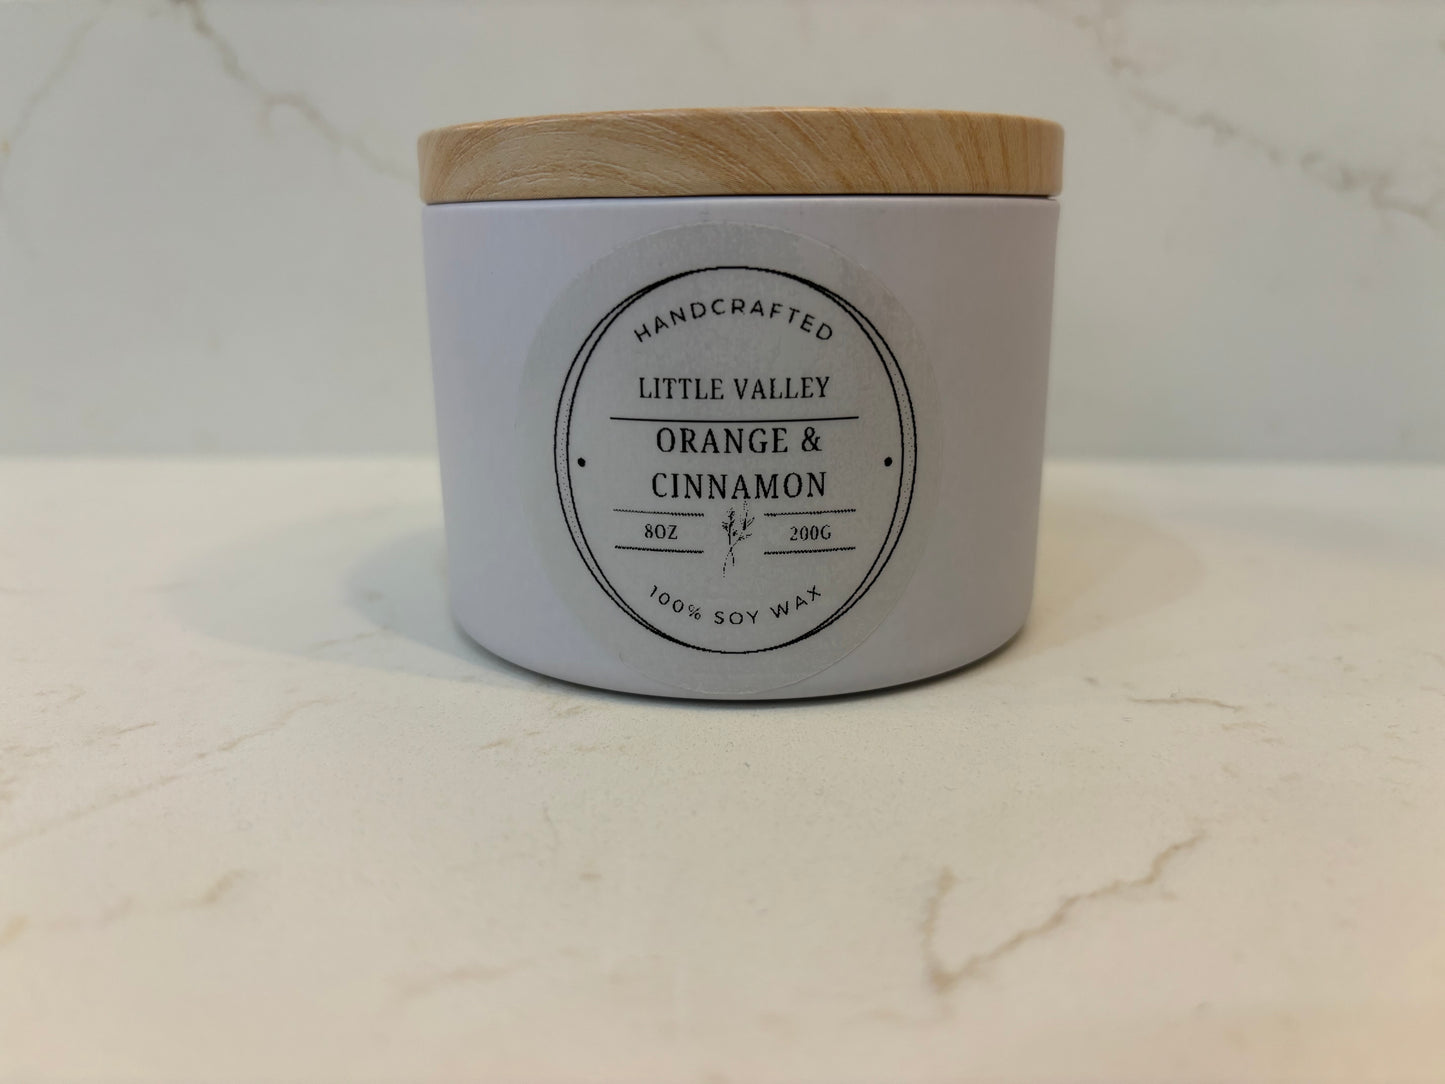 HANDCRAFTED
LITTLE VALLEY
ORANGE &
CINNAMON
8OZ 200G
100% SOY WAX